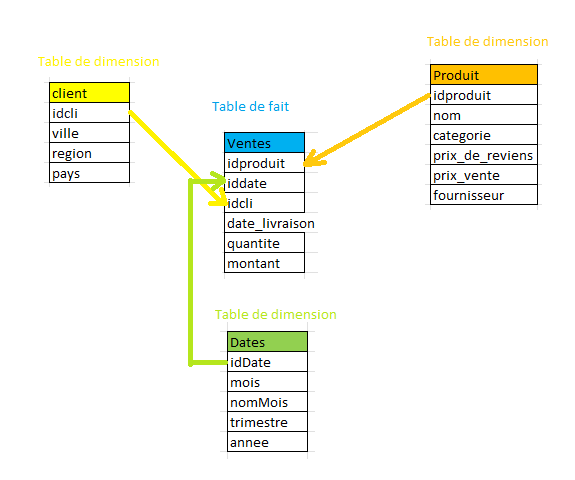 Table de dimension
client
idcli
ville
region
pays
Table de fait
Ventes
idproduit
iddate
idcli
date_livraison
quantite
montant
Table de dimension
Produit
idproduit
nom
categorie
prix_de_reviens
prix_vente
fournisseur
Table de dimension
Dates
idDate
mois
nomMois
trimestre
annee